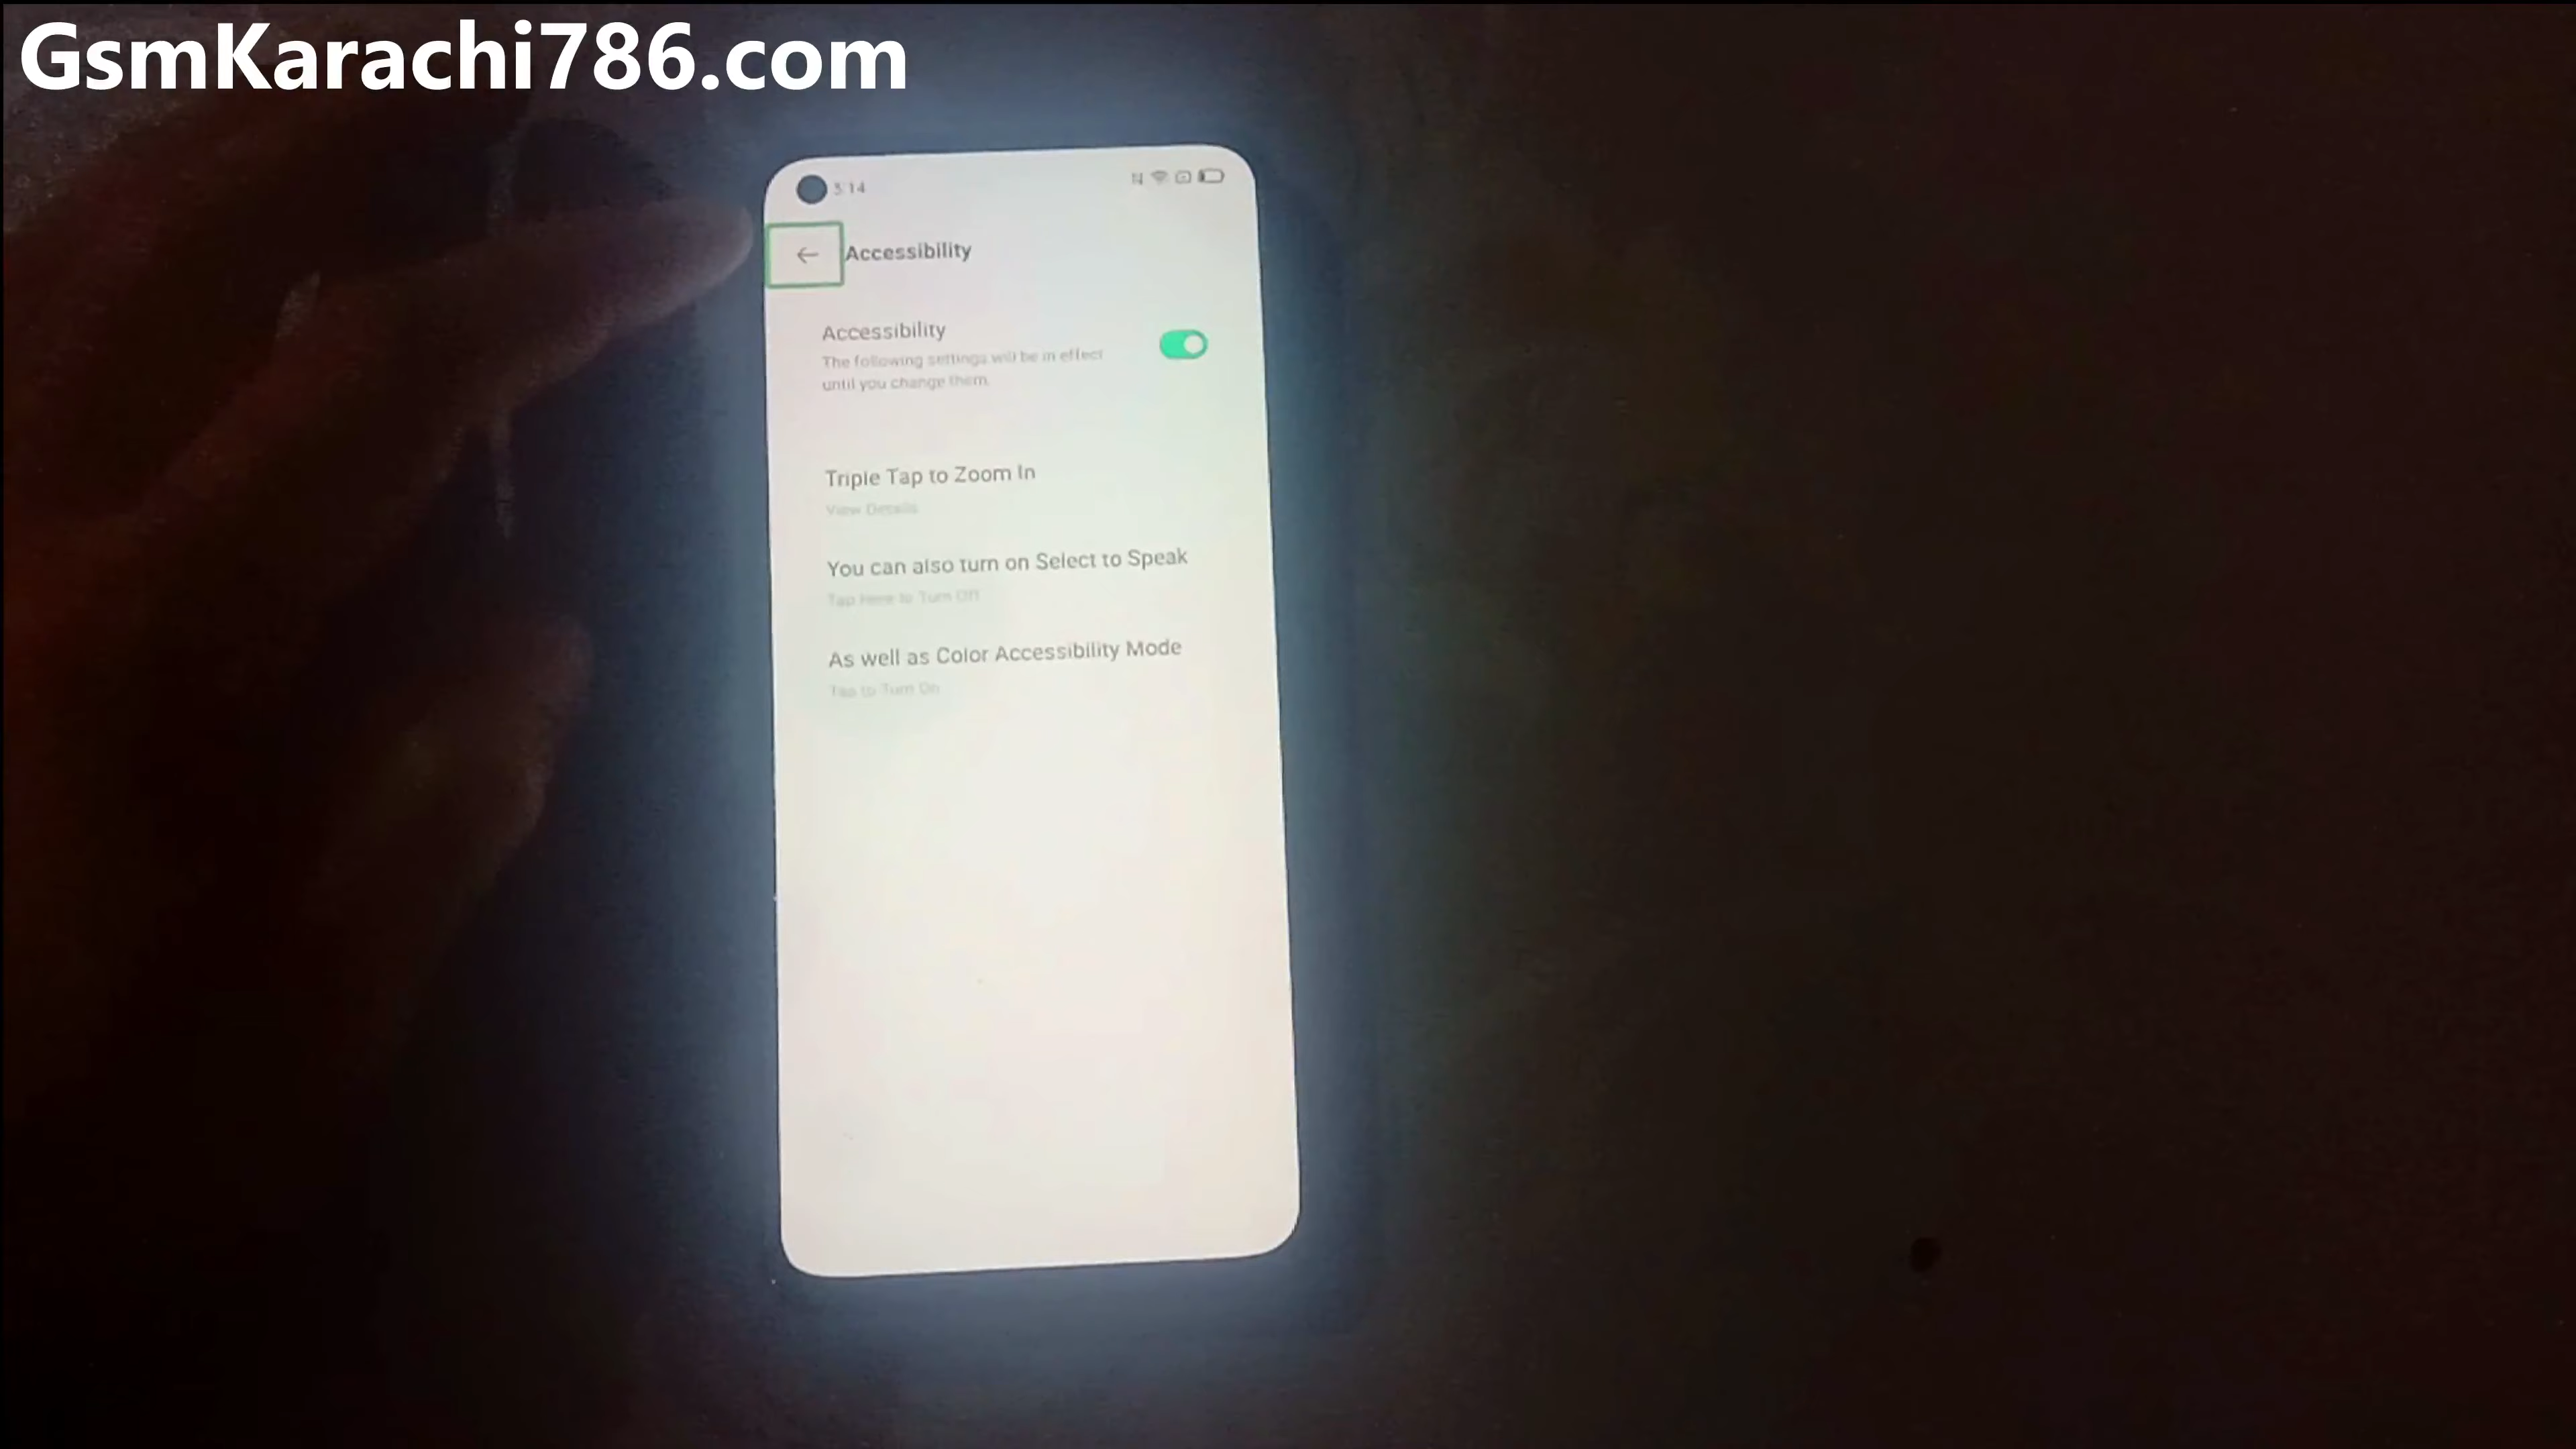 GsmKarachi786.com
5:14
Accessibility
Accessibility
The following settings will be in effect
until you change them.
Triple Tap to Zoom In
View Details
You can also turn on Select to Speak
Tap Here to Turn Off
As well as Color Accessibility Mode
Tap to Turn On